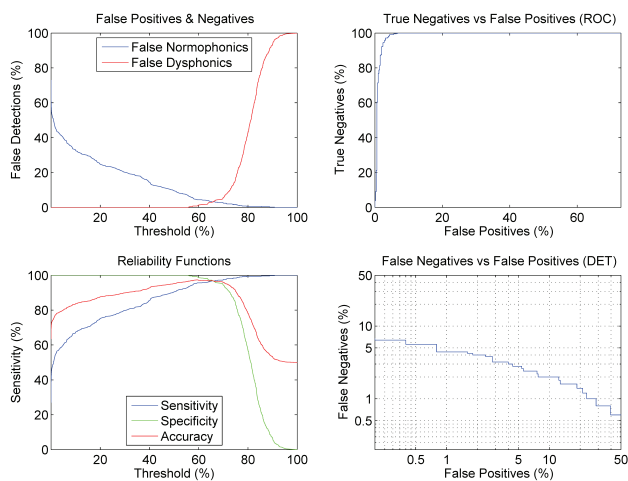 False Positives & Negatives
100
80
60
40
20
0
False Detections (%)
False Normophonics
False Dysphonics
20 40 60 80 100
Threshold (%)
True Negatives vs False Positives (ROC)
100
80
60
40
20
0
True Negatives (%)
0 20 40 60
False Positives (%)
Reliability Functions
100
80
60
40
20
0
Sensitivity (%)
Sensitivity
Specificity
Accuracy
20 40 60 80 100
Threshold (%)
False Negatives vs False Positives (DET)
50
10
5
1
0.5
False Negatives (%)
0.5 1 5 10 50
False Positives (%)